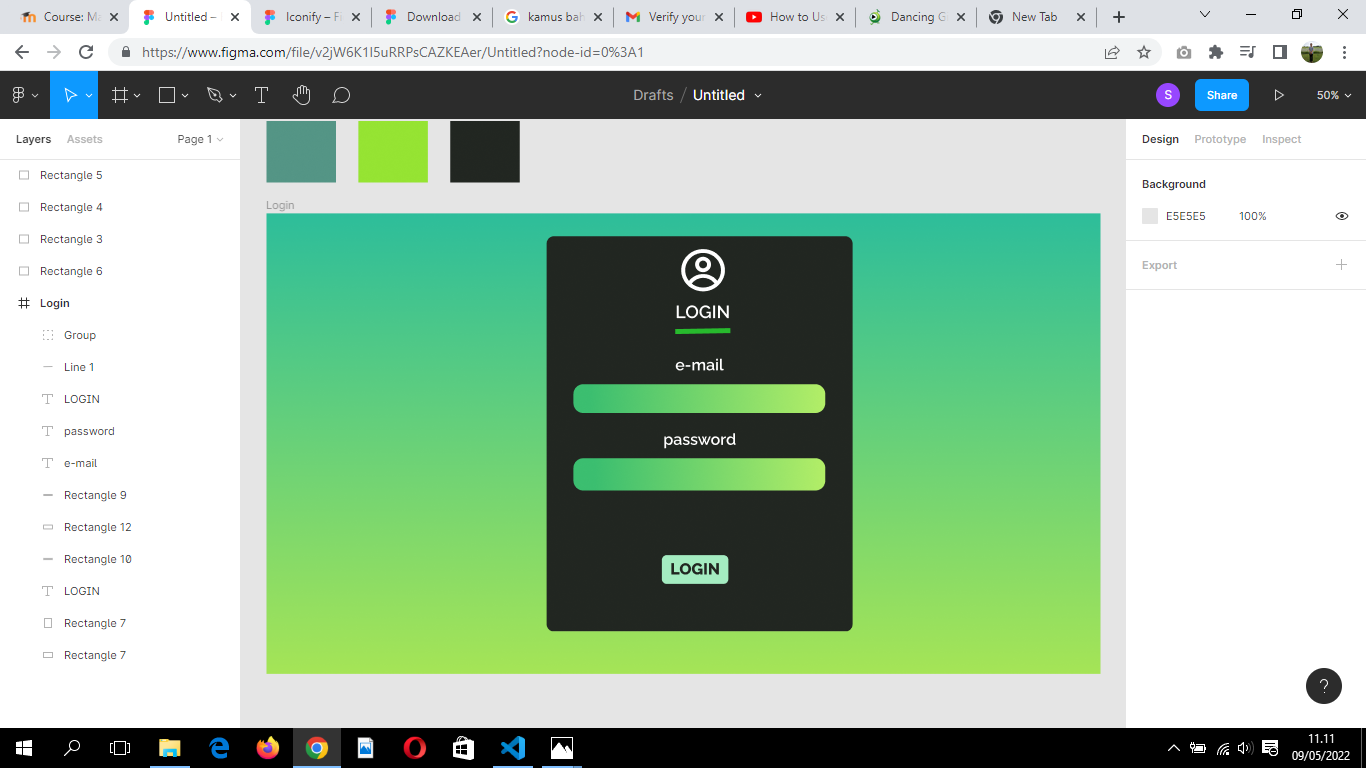 Course: Ma
Untitled –
Iconify – F
Download
kamus bah
Verify your
How to Us
Dancing G
New Tab
https://www.figma.com/file/v2jW6K1I5uRRPsCAZKEAer/Untitled?node-id=0%3A1
Drafts / Untitled
S
Share
50%
Layers
Assets
Page 1
Design
Prototype
Inspect
Rectangle 5
Rectangle 4
Rectangle 3
Rectangle 6
Login
Group
Line 1
LOGIN
password
e-mail
Rectangle 9
Rectangle 12
Rectangle 10
LOGIN
Rectangle 7
Rectangle 7
Login
LOGIN
e-mail
password
LOGIN
Background
E5E5E5 100%
Export
?
11.11
09/05/2022